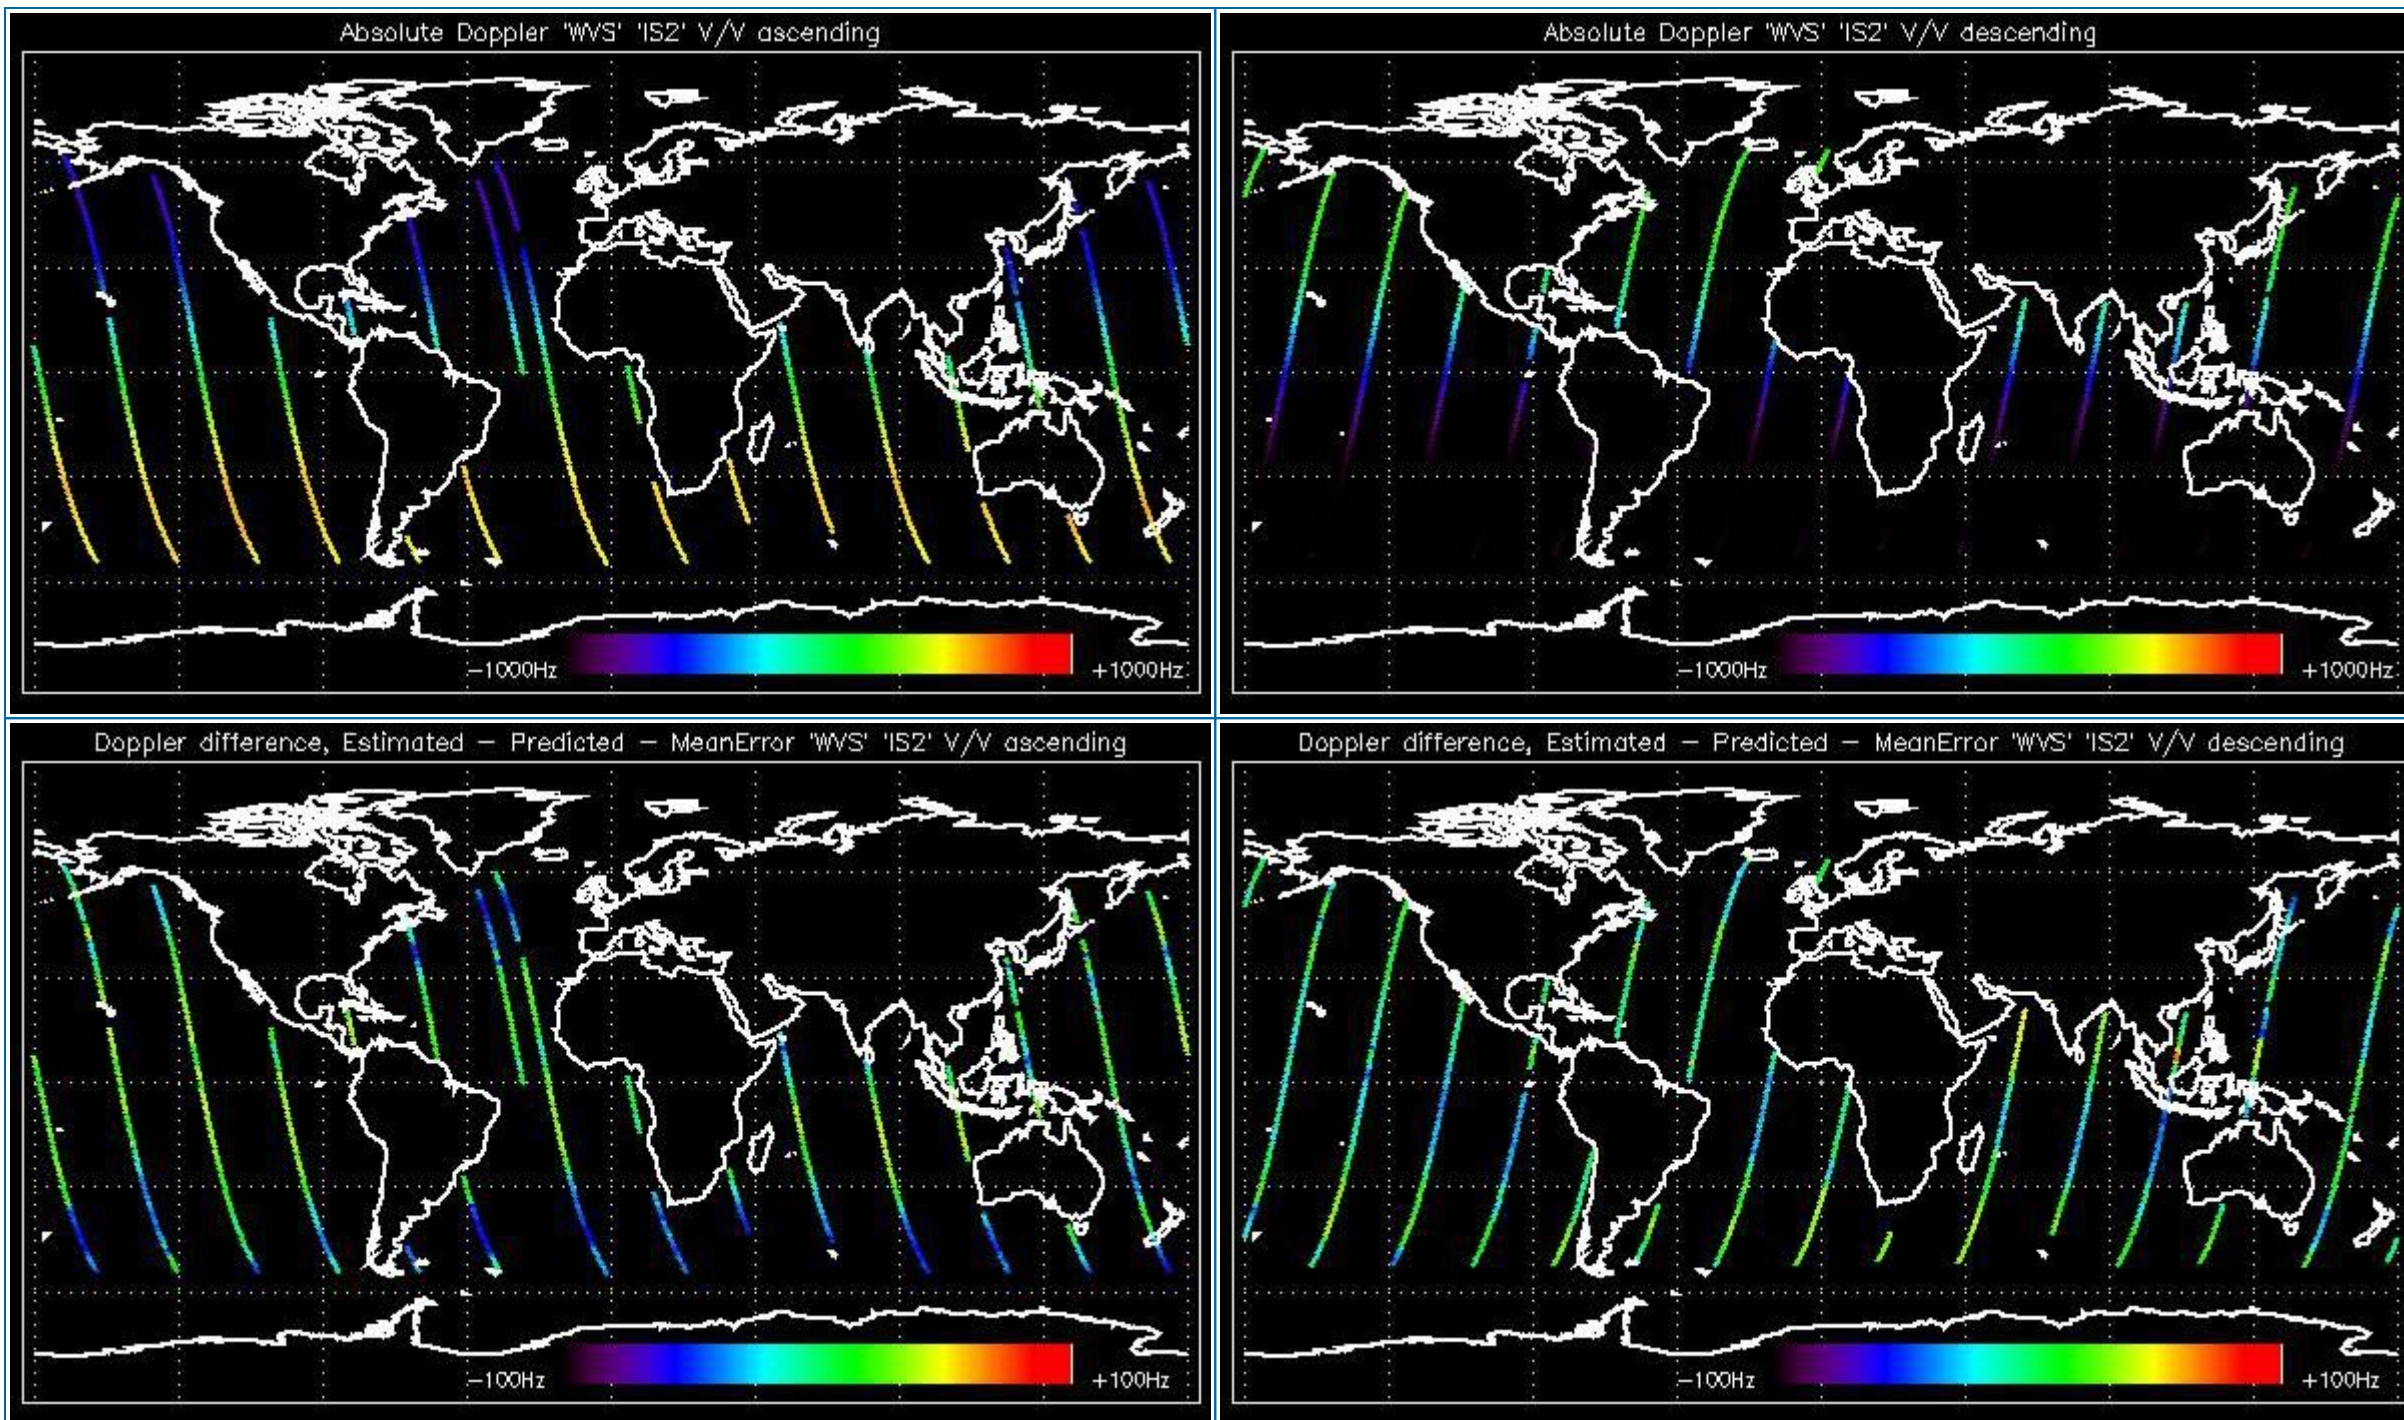 Absolute Doppler 'WVS' 'IS2' V/V ascending
-1000Hz
+1000Hz
Absolute Doppler 'WVS' 'IS2' V/V descending
-1000Hz
+1000Hz
Doppler difference, Estimated - Predicted - MeanError 'WVS' 'IS2' V/V ascending
-100Hz
+100Hz
Doppler difference, Estimated - Predicted - MeanError 'WVS' 'IS2' V/V descending
-100Hz
+100Hz